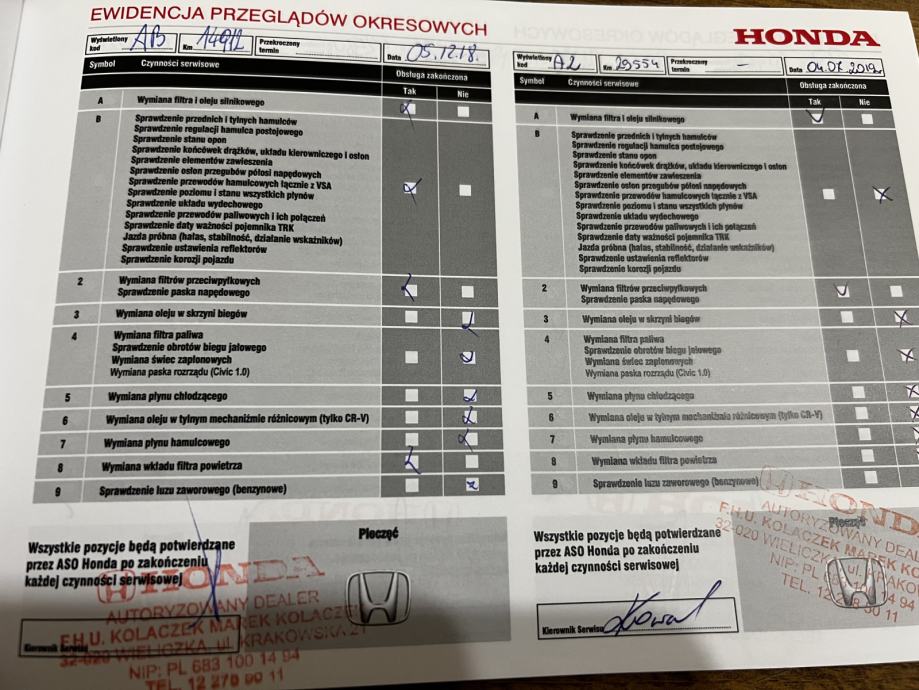 EWIDENCJA PRZEGLĄDÓW OKRESOWYCH
HONDA
Wyświetlony kod AB Km 14912 Przekroczony termin Data 05.12.18.
Symbol Czynności serwisowe Obsługa zakończona
Tak Nie
A Wymiana filtra i oleju silnikowego
B Sprawdzenie przednich i tylnych hamulców
Sprawdzenie regulacji hamulca postojowego
Sprawdzenie stanu opon
Sprawdzenie końcówek drążków, układu kierowniczego i osłon
Sprawdzenie elementów zawieszenia
Sprawdzenie osłon przegubów półosi napędowych
Sprawdzenie przewodów hamulcowych łącznie z VSA
Sprawdzenie poziomu i stanu wszystkich płynów
Sprawdzenie układu wydechowego
Sprawdzenie przewodów paliwowych i ich połączeń
Sprawdzenie daty ważności pojemnika TRK
Jazda próbna (hałas, stabilność, działanie wskaźników)
Sprawdzenie ustawienia reflektorów
Sprawdzenie korozji pojazdu
2 Wymiana filtrów przeciwpyłkowych
Sprawdzenie paska napędowego
3 Wymiana oleju w skrzyni biegów
4 Wymiana filtra paliwa
Sprawdzenie obrotów biegu jałowego
Wymiana świec zapłonowych
Wymiana paska rozrządu (Civic 1.0)
5 Wymiana płynu chłodzącego
6 Wymiana oleju w tylnym mechanizmie różnicowym (tylko CR-V)
7 Wymiana płynu hamulcowego
8 Wymiana wkładu filtra powietrza
9 Sprawdzenie luzu zaworowego (benzynowe)
Wszystkie pozycje będą potwierdzane
przez ASO Honda po zakończeniu
każdej czynności serwisowej
Pieczęć
Kierownik Serwisu
HONDA
AUTORYZOWANY DEALER
F.H.U. KOLACZEK MAREK KOLACZEK
32-020 WIELICZKA, ul. KRAKOWSKA 21
NIP: PL 683 100 14 94
TEL. 12 278 80 11
Wyświetlony kod A2 Km 29554 Przekroczony termin – Data 04.07.2019r
Symbol Czynności serwisowe Obsługa zakończona
Tak Nie
A Wymiana filtra i oleju silnikowego
B Sprawdzenie przednich i tylnych hamulców
Sprawdzenie regulacji hamulca postojowego
Sprawdzenie stanu opon
Sprawdzenie końcówek drążków, układu kierowniczego i osłon
Sprawdzenie elementów zawieszenia
Sprawdzenie osłon przegubów półosi napędowych
Sprawdzenie przewodów hamulcowych łącznie z VSA
Sprawdzenie poziomu i stanu wszystkich płynów
Sprawdzenie układu wydechowego
Sprawdzenie przewodów paliwowych i ich połączeń
Sprawdzenie daty ważności pojemnika TRK
Jazda próbna (hałas, stabilność, działanie wskaźników)
Sprawdzenie ustawienia reflektorów
Sprawdzenie korozji pojazdu
2 Wymiana filtrów przeciwpyłkowych
Sprawdzenie paska napędowego
3 Wymiana oleju w skrzyni biegów
4 Wymiana filtra paliwa
Sprawdzenie obrotów biegu jałowego
Wymiana świec zapłonowych
Wymiana paska rozrządu (Civic 1.0)
5 Wymiana płynu chłodzącego
6 Wymiana oleju w tylnym mechanizmie różnicowym (tylko CR-V)
7 Wymiana płynu hamulcowego
8 Wymiana wkładu filtra powietrza
9 Sprawdzenie luzu zaworowego (benzynowe)
Wszystkie pozycje będą potwierdzane
przez ASO Honda po zakończeniu
każdej czynności serwisowej
Pieczęć
Kierownik Serwisu
HOND
AUTORYZOWANY DEA
F.H.U. KOLACZEK MAREK KO
32-020 WIELICZKA, ul.
NIP: PL 14 94
TEL. 12 80 11